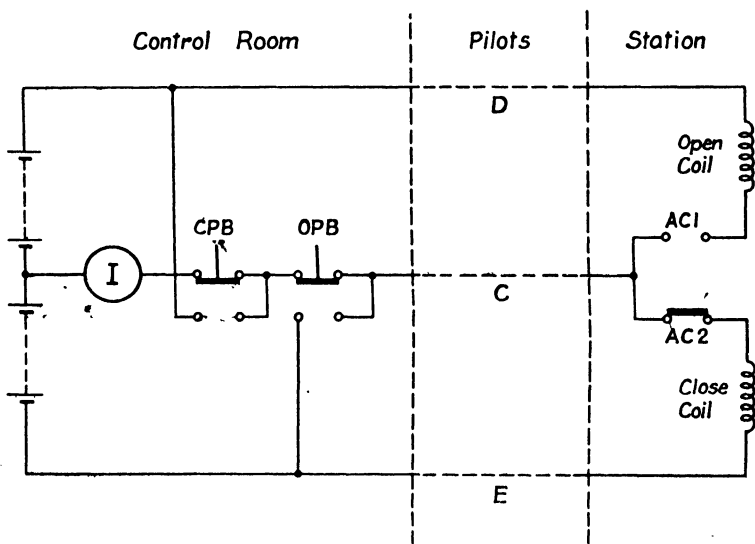 Control Room
Pilots
Station
D
Open
Coil
CPB
OPB
AC1
I
C
AC2
Close
Coil
E